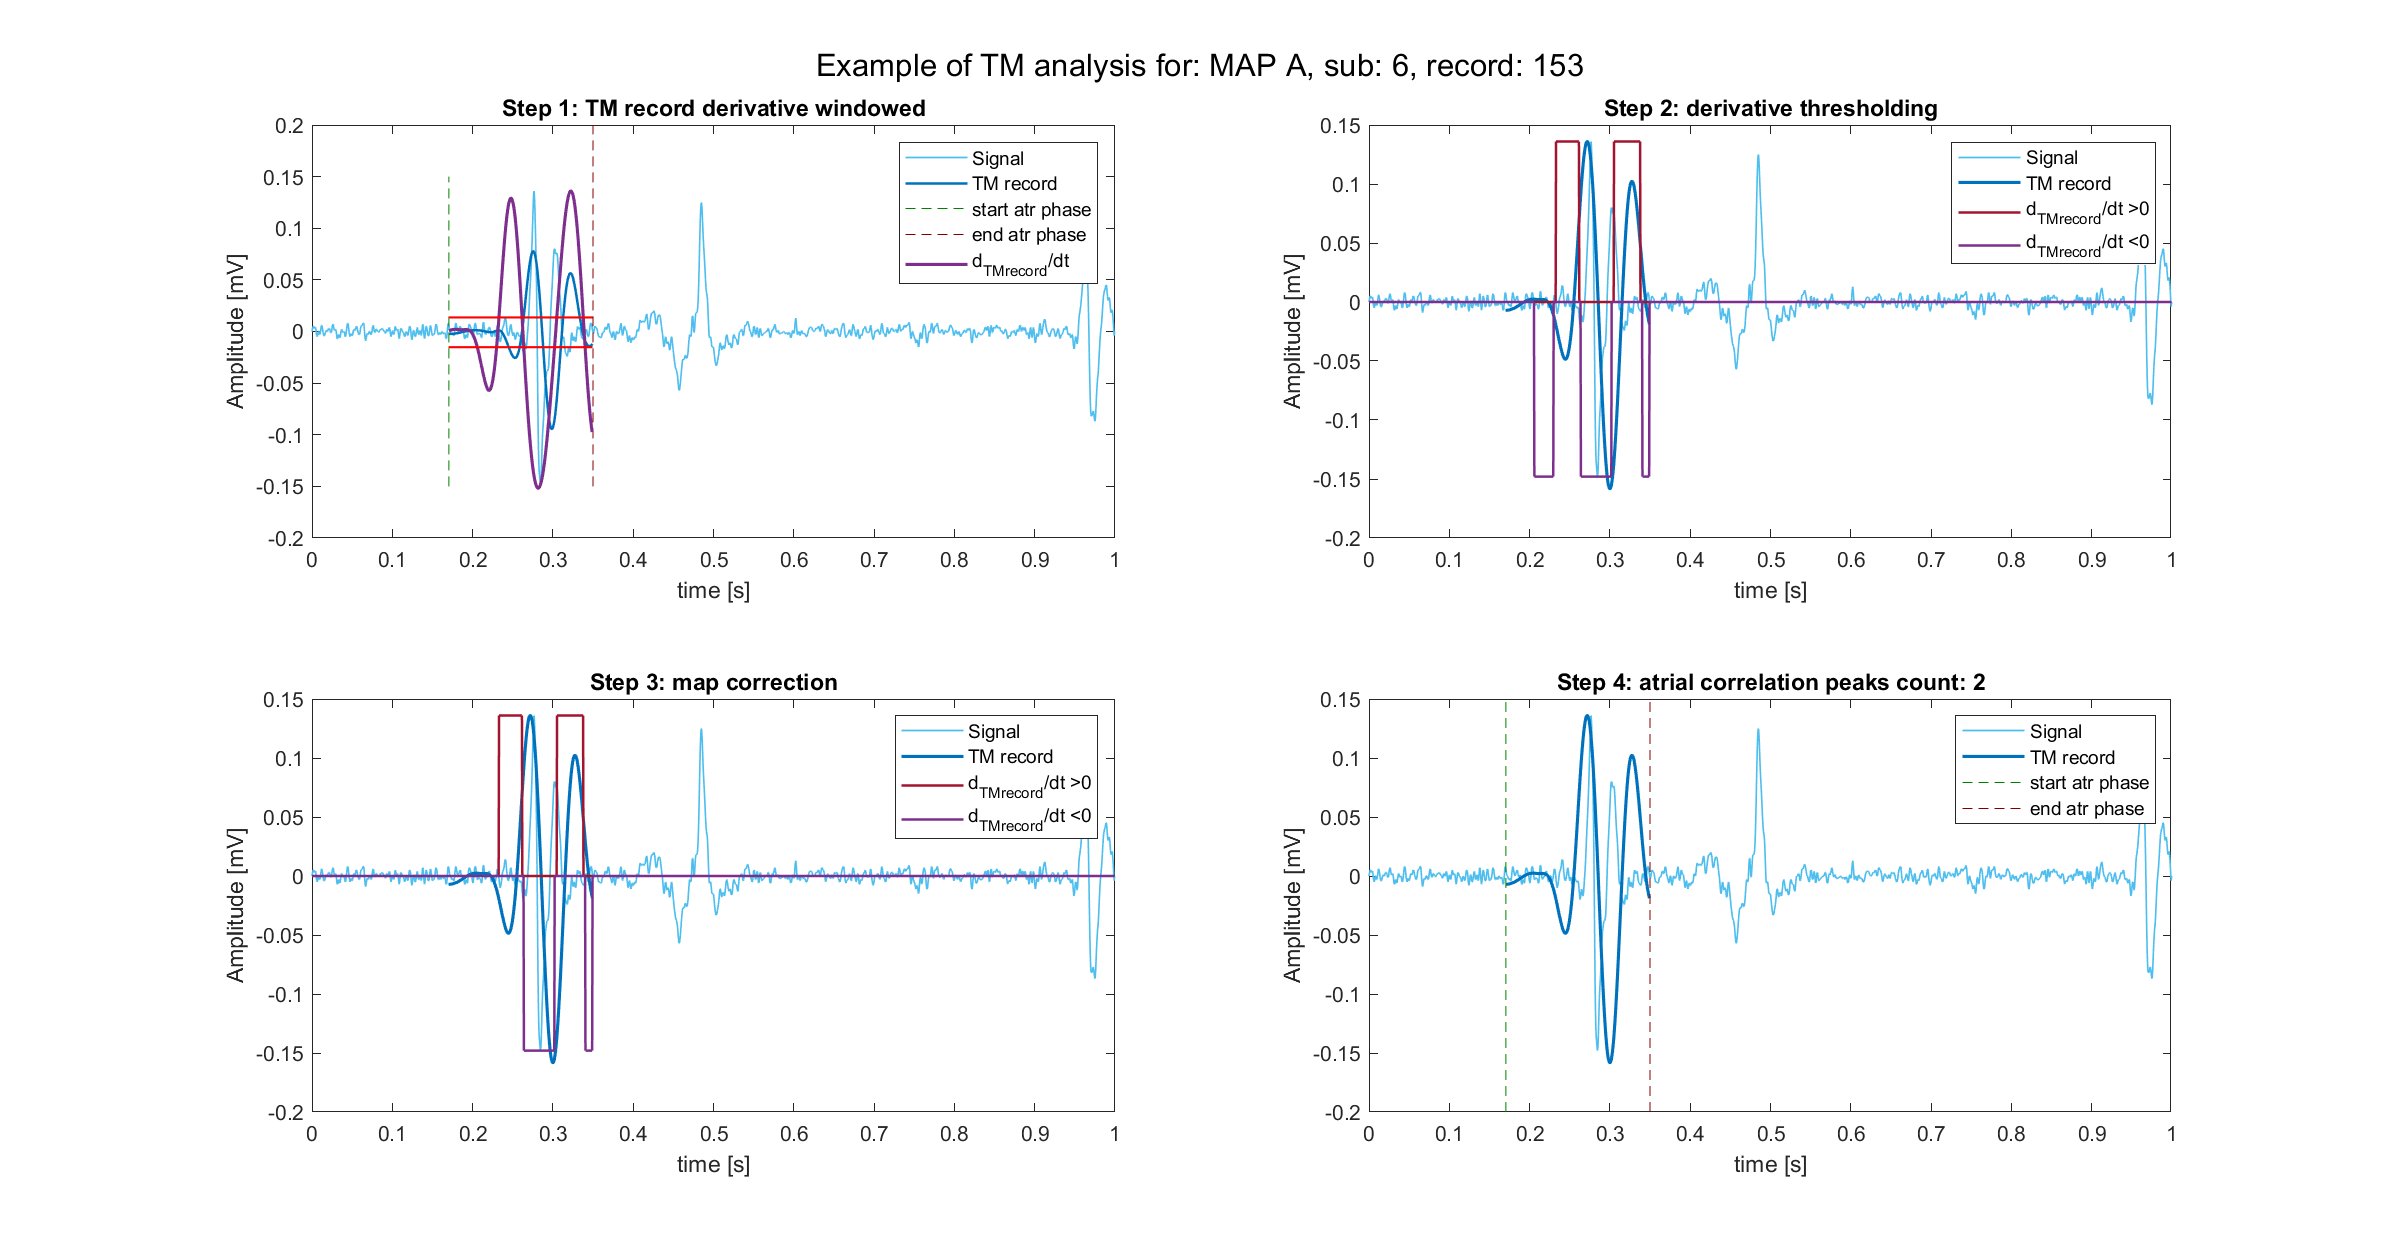 Example of TM analysis for: MAP A, sub: 6, record: 153
Step 1: TM record derivative windowed
0.2
0.15
0.1
0.05
0
-0.05
-0.1
-0.15
-0.2
Amplitude [mV]
0 0.1 0.2 0.3 0.4 0.5 0.6 0.7 0.8 0.9 1
time [s]
Signal
TM record
start atr phase
end atr phase
dTMrecord/dt
Step 2: derivative thresholding
0.15
0.1
0.05
0
-0.05
-0.1
-0.15
-0.2
Amplitude [mV]
0 0.1 0.2 0.3 0.4 0.5 0.6 0.7 0.8 0.9 1
time [s]
Signal
TM record
dTMrecord/dt >0
dTMrecord/dt <0
Step 3: map correction
0.15
0.1
0.05
0
-0.05
-0.1
-0.15
-0.2
Amplitude [mV]
0 0.1 0.2 0.3 0.4 0.5 0.6 0.7 0.8 0.9 1
time [s]
Signal
TM record
dTMrecord/dt >0
dTMrecord/dt <0
Step 4: atrial correlation peaks count: 2
0.15
0.1
0.05
0
-0.05
-0.1
-0.15
-0.2
Amplitude [mV]
0 0.1 0.2 0.3 0.4 0.5 0.6 0.7 0.8 0.9 1
time [s]
Signal
TM record
start atr phase
end atr phase